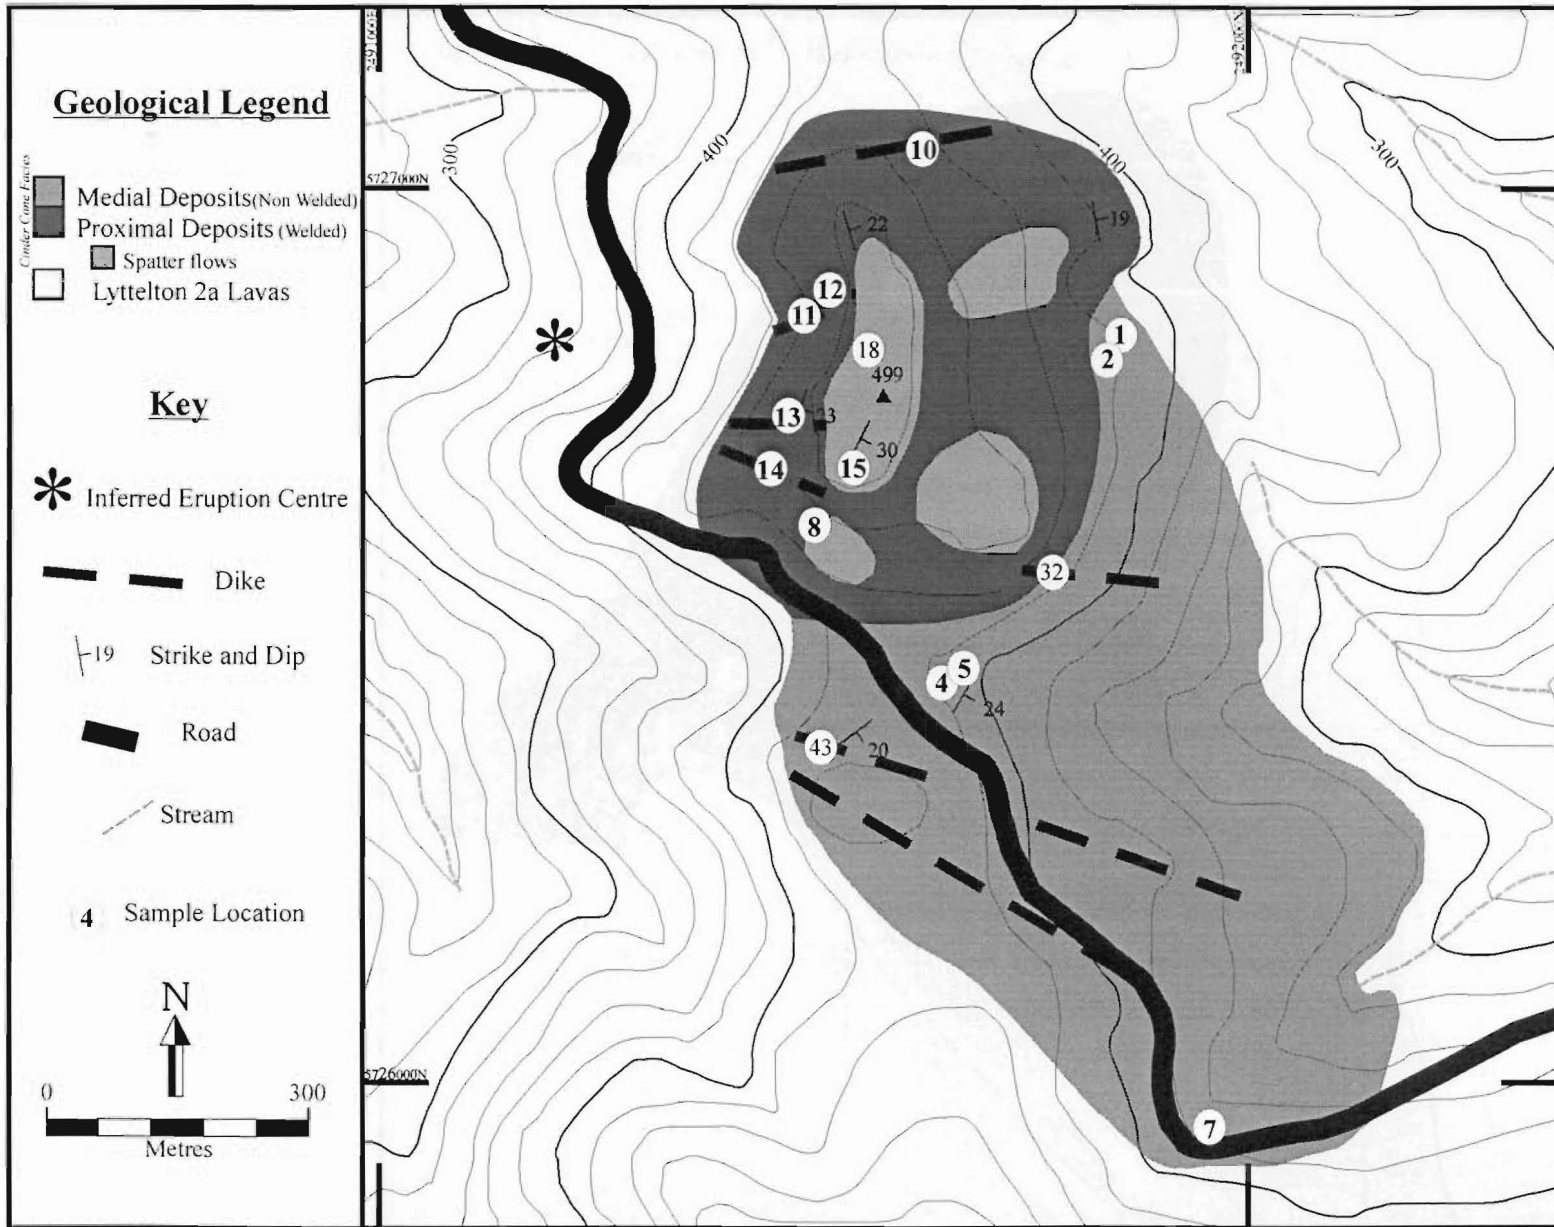 Geological Legend
Cinder Cone Faces
Medial Deposits (Non Welded)
Proximal Deposits (Welded)
Spatter flows
Lyttelton 2a Lavas
Key
Inferred Eruption Centre
Dike
19 Strike and Dip
Road
Stream
4 Sample Location
N
0 300
Metres
2491000E
2492000N
300
400
400
300
10
5727000N
22
19
12
11
1
2
18
499
13
23
30
14
15
8
32
5
4
24
43
20
5726000N
7